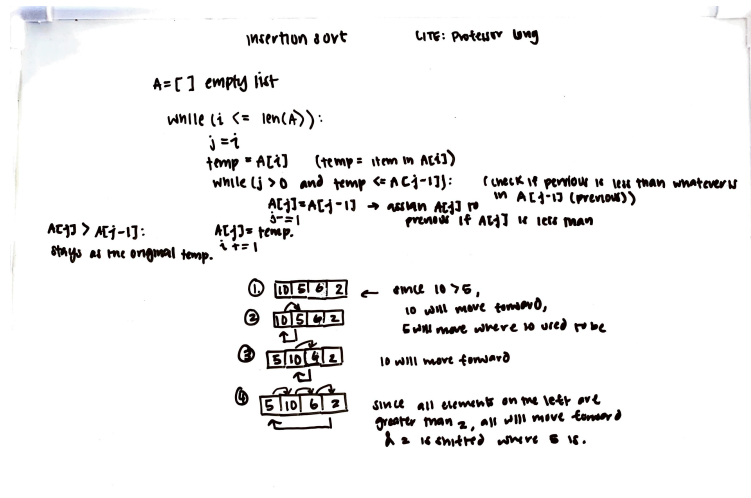 insertion sort CITE: Professor Long
A = [ ] empty list
while (i <= len(A)):
j = i
temp = A[i] (temp = item in A[i])
while (j > 0 and temp <= A[j-1]): (check if pervious is less than whatever is
in A[j-1] (previous))
A[j] = A[j-1] → assign A[j] to
previous if A[j] is less than
j -= 1
A[j] > A[j-1]: A[j] = temp.
stays as the original temp. i += 1
1. 10 5 6 2 ← since 10 > 5,
10 will move forward,
2 10 5 6 2 5 will move where 10 used to be
3 5 10 6 2 10 will move forward
4 5 10 6 2 since all elements on the left are
greater than 2, all will move forward
& 2 is shifted where 5 is.